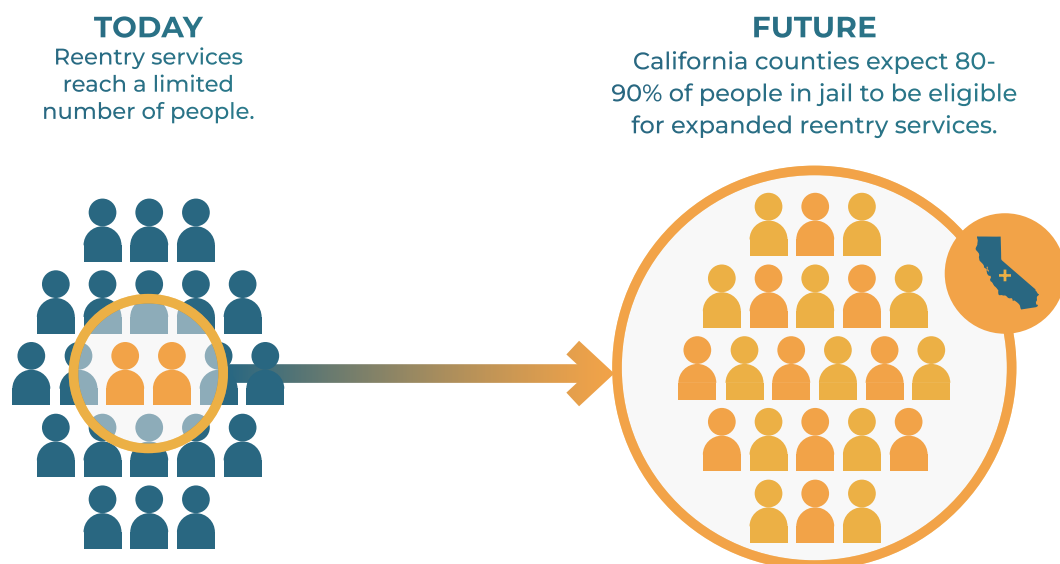 TODAY
Reentry services
reach a limited
number of people.
FUTURE
California counties expect 80-
90% of people in jail to be eligible
for expanded reentry services.